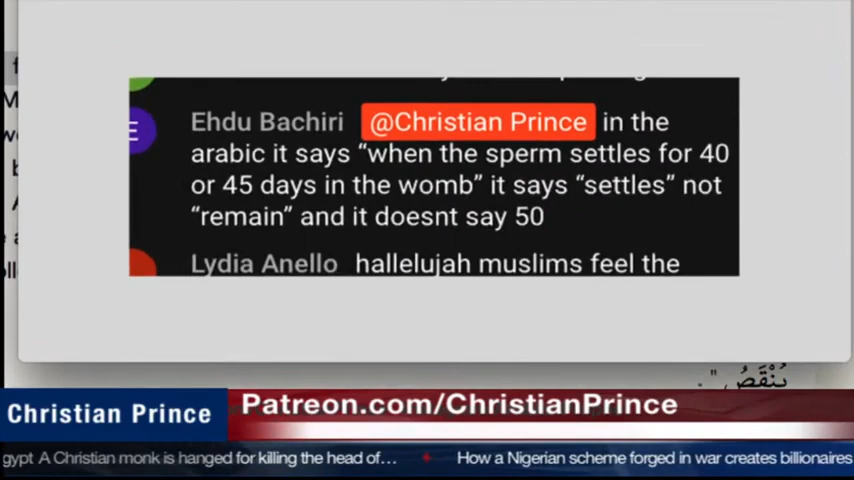 Ehdu Bachiri @Christian Prince in the
arabic it says “when the sperm settles for 40
or 45 days in the womb” it says “settles” not
“remain” and it doesnt say 50
Lydia Anello hallelujah muslims feel the
يُنْقَصُ " .
Christian Prince
Patreon.com/ChristianPrince
gypt A Christian monk is hanged for killing the head of... How a Nigerian scheme forged in war creates billionaires